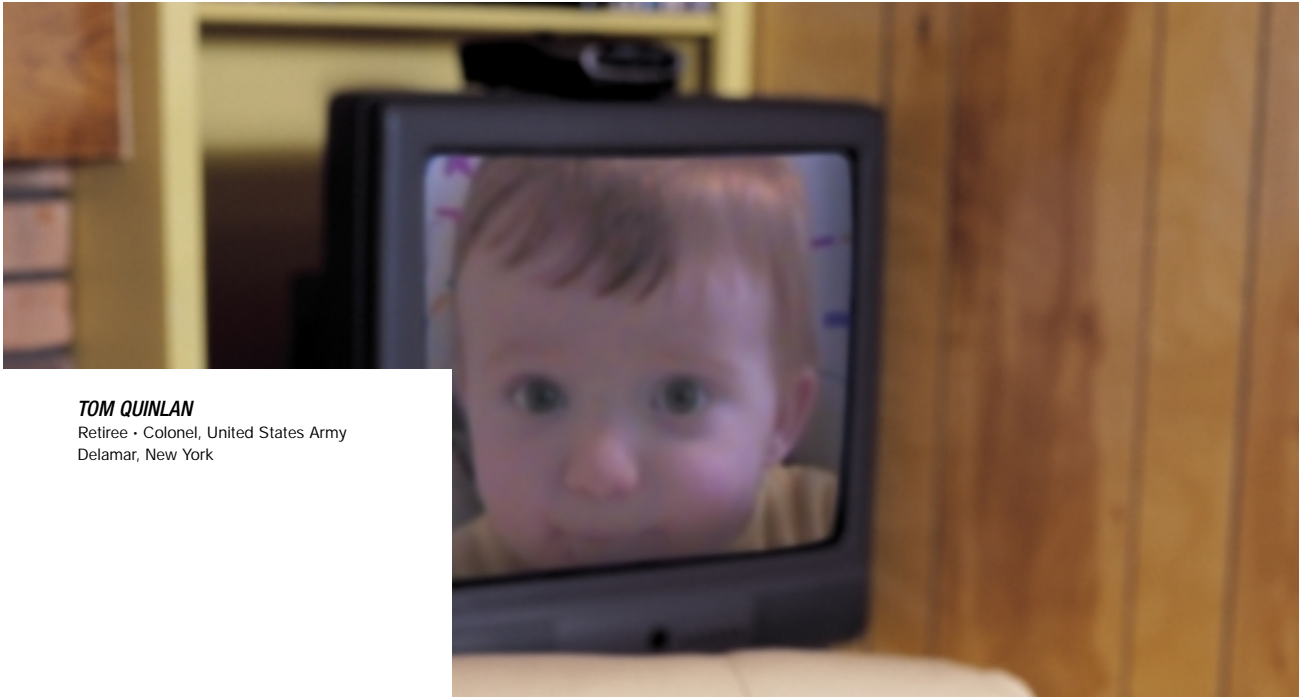 TOM QUINLAN
Retiree • Colonel, United States Army
Delamar, New York